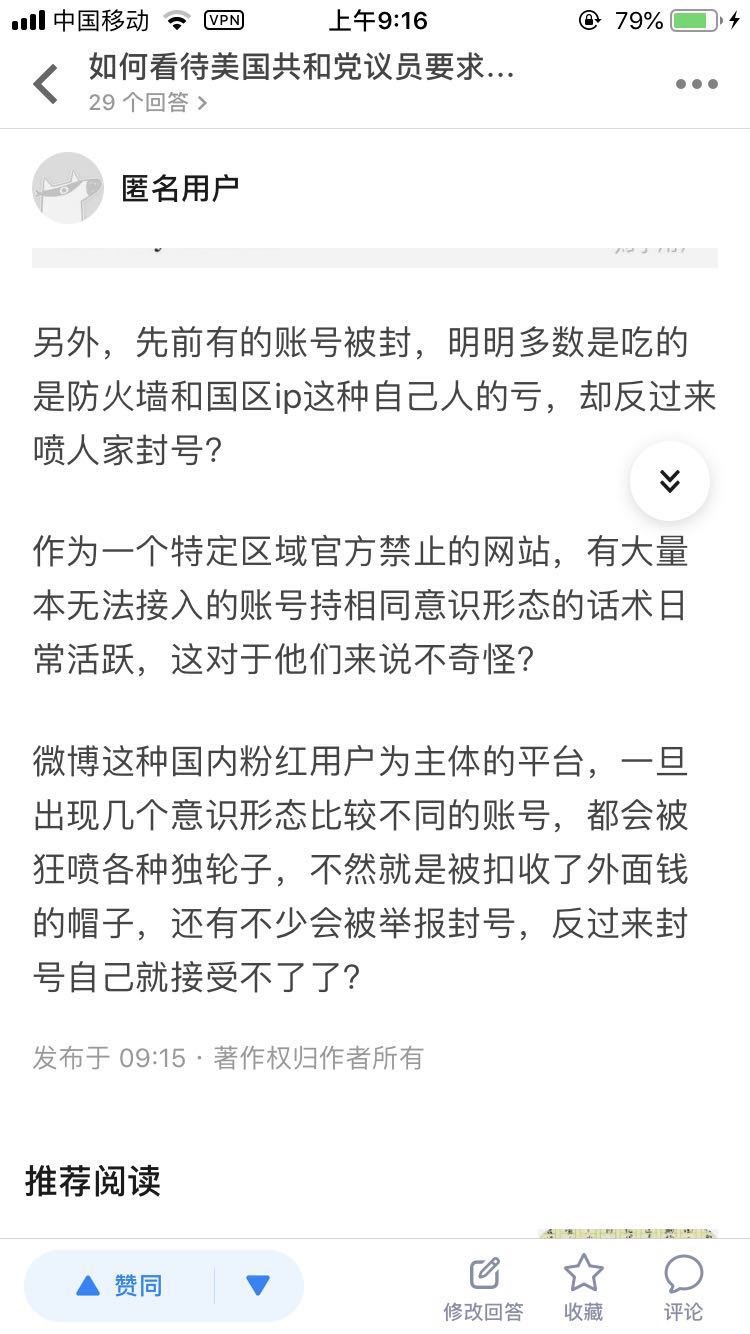 中国移动 VPN 上午9:16 79%
如何看待美国共和党议员要求...
29 个回答
匿名用户
另外，先前有的账号被封，明明多数是吃的
是防火墙和国区ip这种自己人的亏，却反过来
喷人家封号？
作为一个特定区域官方禁止的网站，有大量
本无法接入的账号持相同意识形态的话术日
常活跃，这对于他们来说不奇怪？
微博这种国内粉红用户为主体的平台，一旦
出现几个意识形态比较不同的账号，都会被
狂喷各种独轮子，不然就是被扣收了外面钱
的帽子，还有不少会被举报封号，反过来封
号自己就接受不了了？
发布于 09:15 · 著作权归作者所有
推荐阅读
赞同 修改回答 收藏 评论